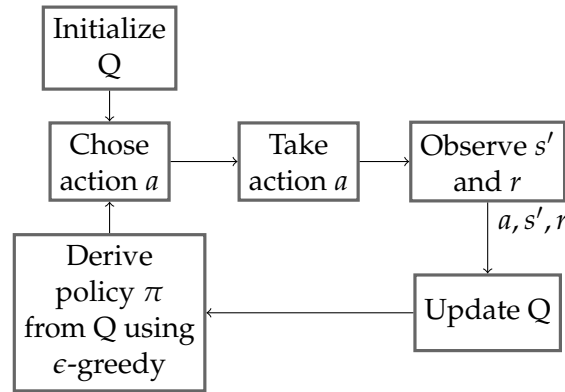 Initialize
Q
Chose
action a
Take
action a
Observe s′
and r
a, s′, r
Derive
policy π
from Q using
ϵ-greedy
Update Q